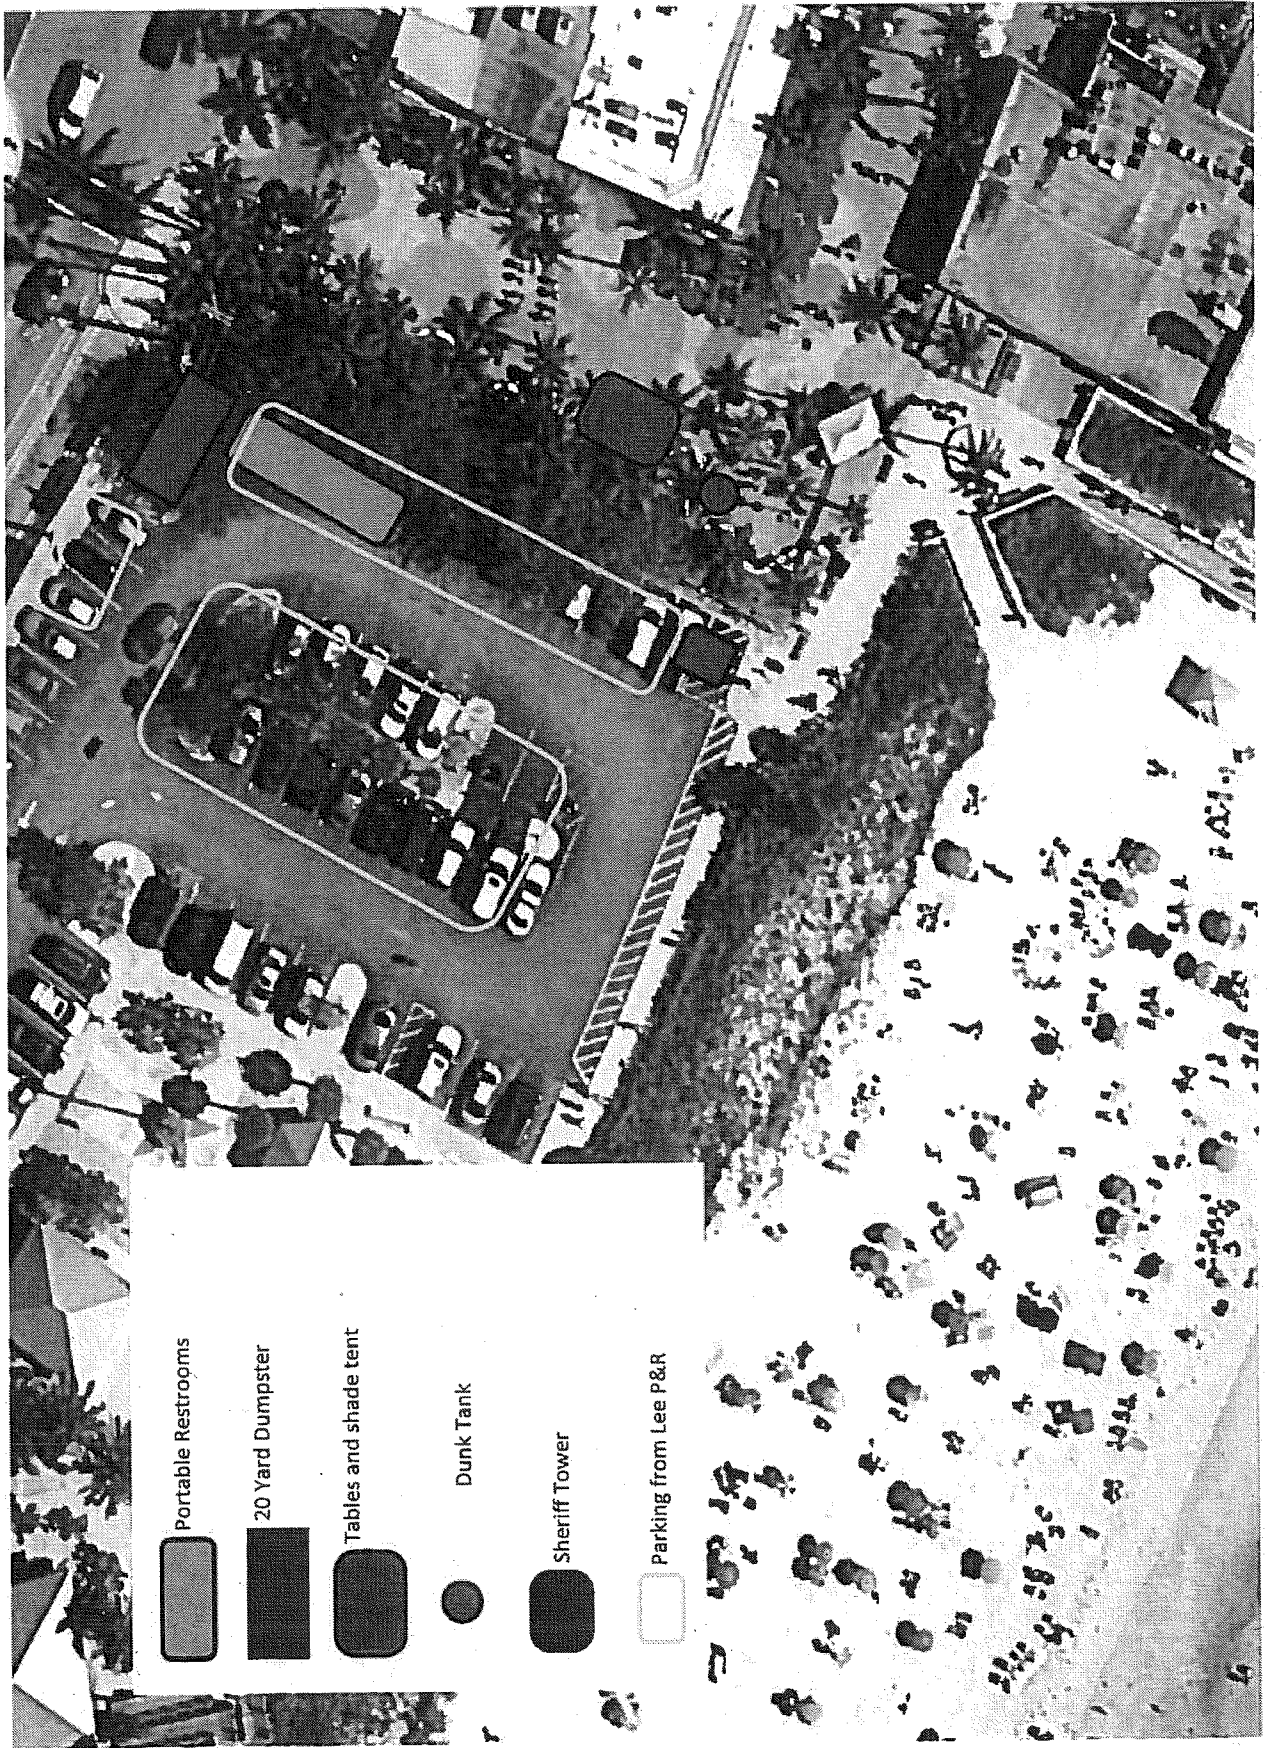 Portable Restrooms
20 Yard Dumpster
Tables and shade tent
Dunk Tank
Sheriff Tower
Parking from Lee P&R